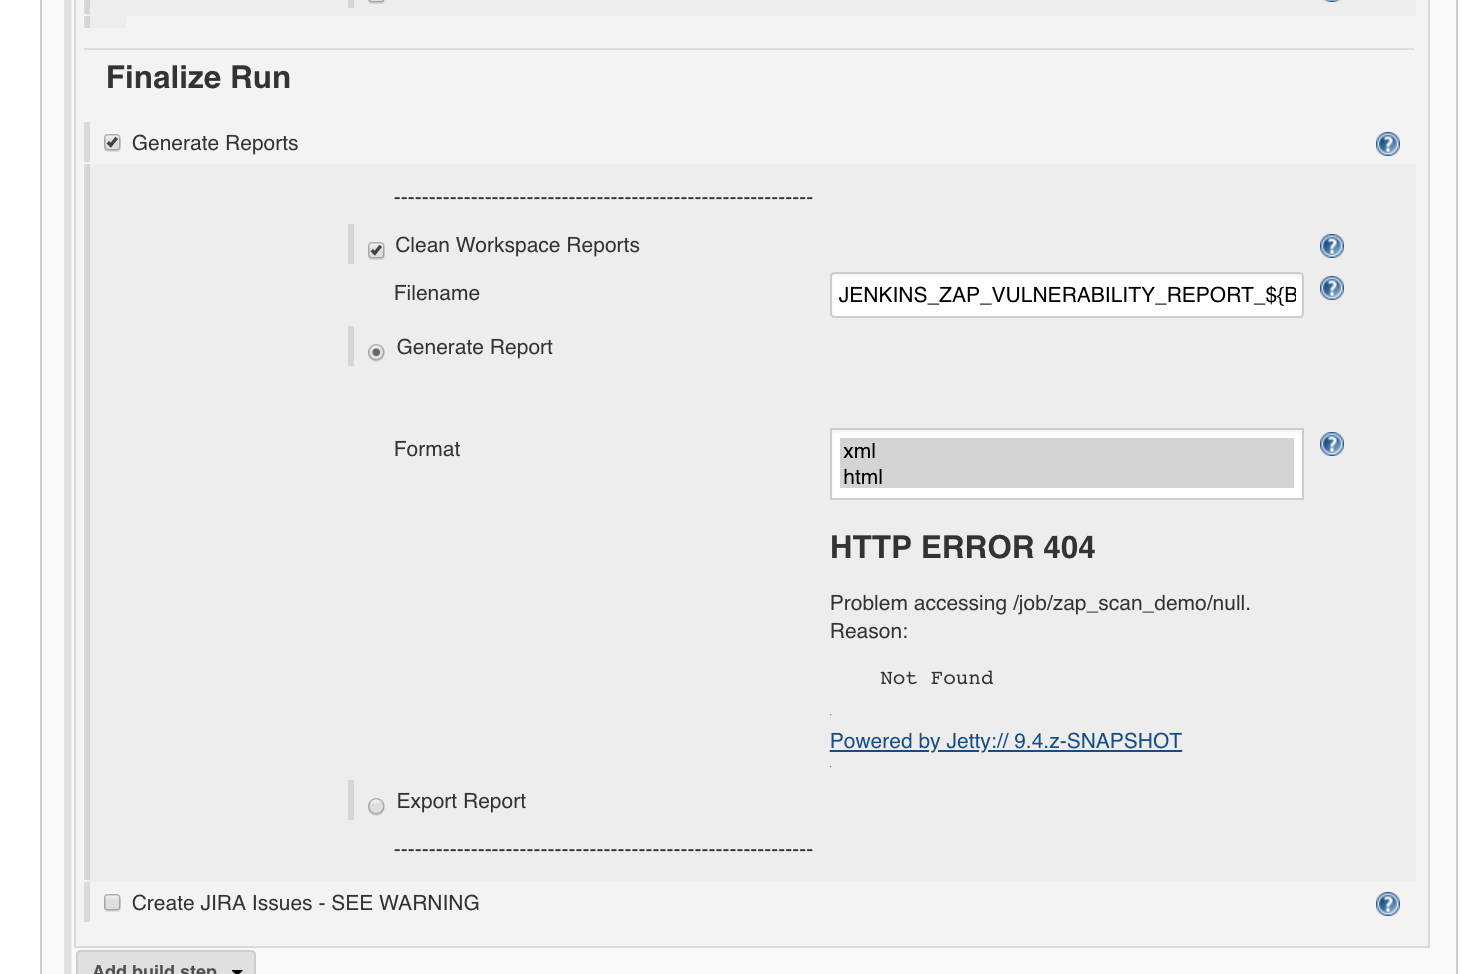 Finalize Run
Generate Reports
------------------------------------------------------------
Clean Workspace Reports
Filename
JENKINS_ZAP_VULNERABILITY_REPORT_${B
Generate Report
Format
xml
html
HTTP ERROR 404
Problem accessing /job/zap_scan_demo/null.
Reason:
Not Found
Powered by Jetty:// 9.4.z-SNAPSHOT
Export Report
------------------------------------------------------------
Create JIRA Issues - SEE WARNING
Add build step